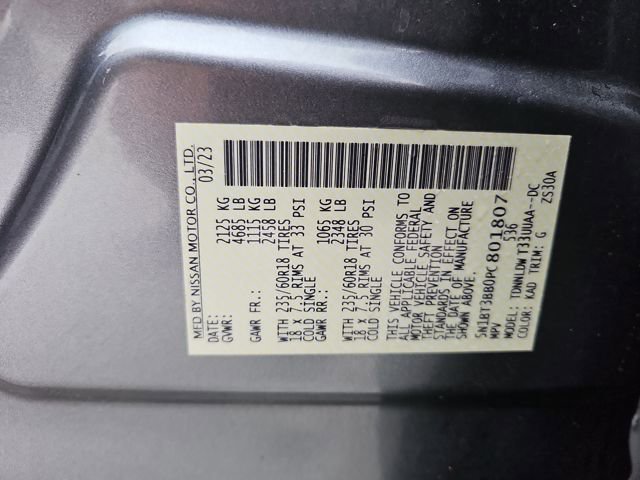 MFD BY NISSAN MOTOR CO., LTD.
DATE: 03/23
GVWR: 2125 KG
4685 LB
GAWR FR.: 1115 KG
2458 LB
WITH 235/60R18 TIRES
18 X 7.5 RIMS AT 33 PSI
COLD SINGLE
GAWR RR.: 1065 KG
2348 LB
WITH 235/60R18 TIRES
18 X 7.5 RIMS AT 30 PSI
COLD SINGLE
THIS VEHICLE CONFORMS TO
ALL APPLICABLE FEDERAL
MOTOR VEHICLE SAFETY AND
THEFT PREVENTION
STANDARDS IN EFFECT ON
THE DATE OF MANUFACTURE
SHOWN ABOVE.
5N1BT3BB0PC801807
MPV 536
MODEL: TDNNLDW T33UUAA--DC
COLOR: KAD TRIM: G ZS30A